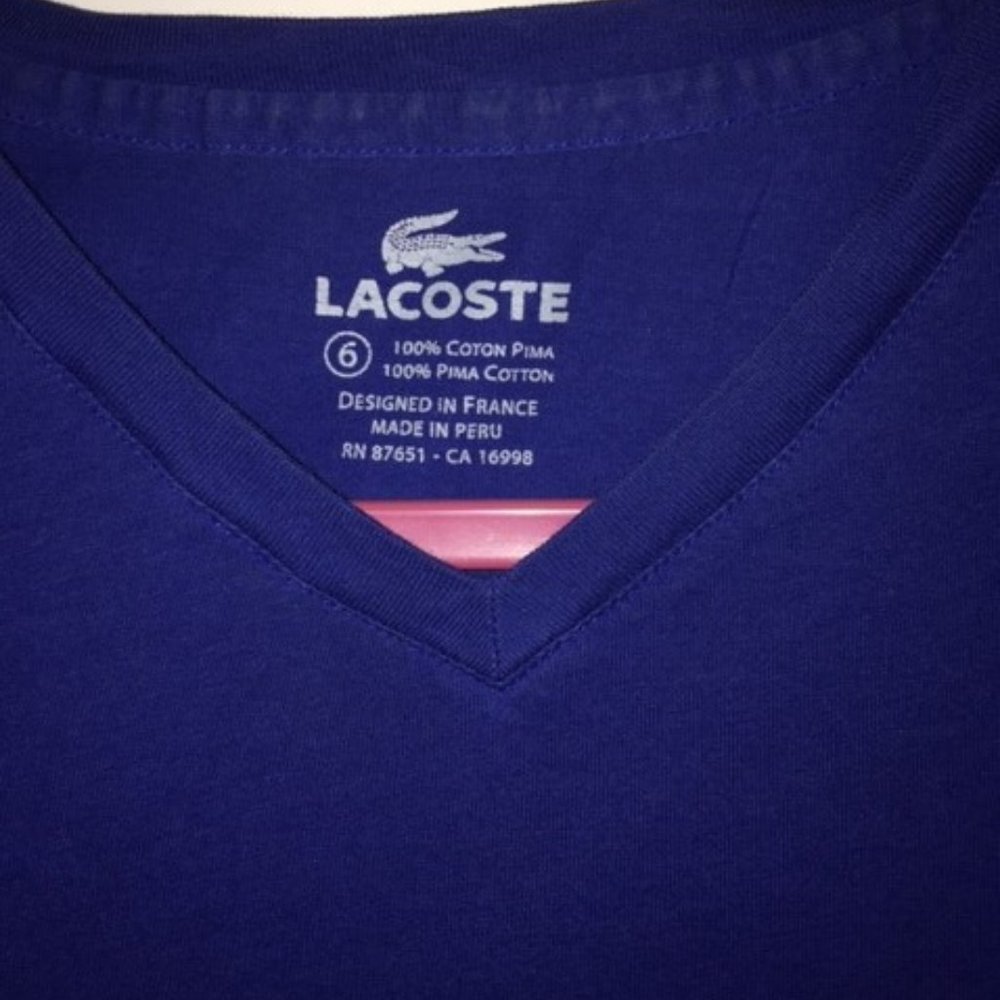 LACOSTE
6
100% COTON PIMA
100% PIMA COTTON
DESIGNED IN FRANCE
MADE IN PERU
RN 87651 - CA 16998